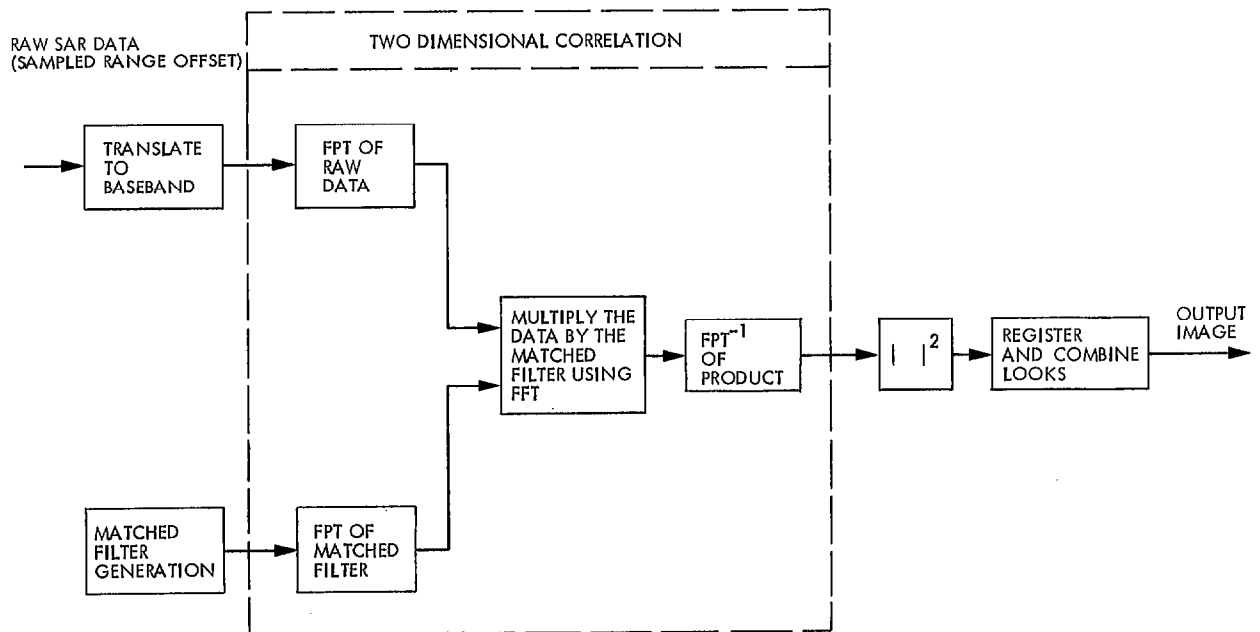 RAW SAR DATA
(SAMPLED RANGE OFFSET)
TWO DIMENSIONAL CORRELATION
TRANSLATE
TO
BASEBAND
FPT OF
RAW
DATA
MULTIPLY THE
DATA BY THE
MATCHED
FILTER USING
FFT
FPT⁻¹
OF
PRODUCT
| |²
REGISTER
AND COMBINE
LOOKS
OUTPUT
IMAGE
MATCHED
FILTER
GENERATION
FPT OF
MATCHED
FILTER